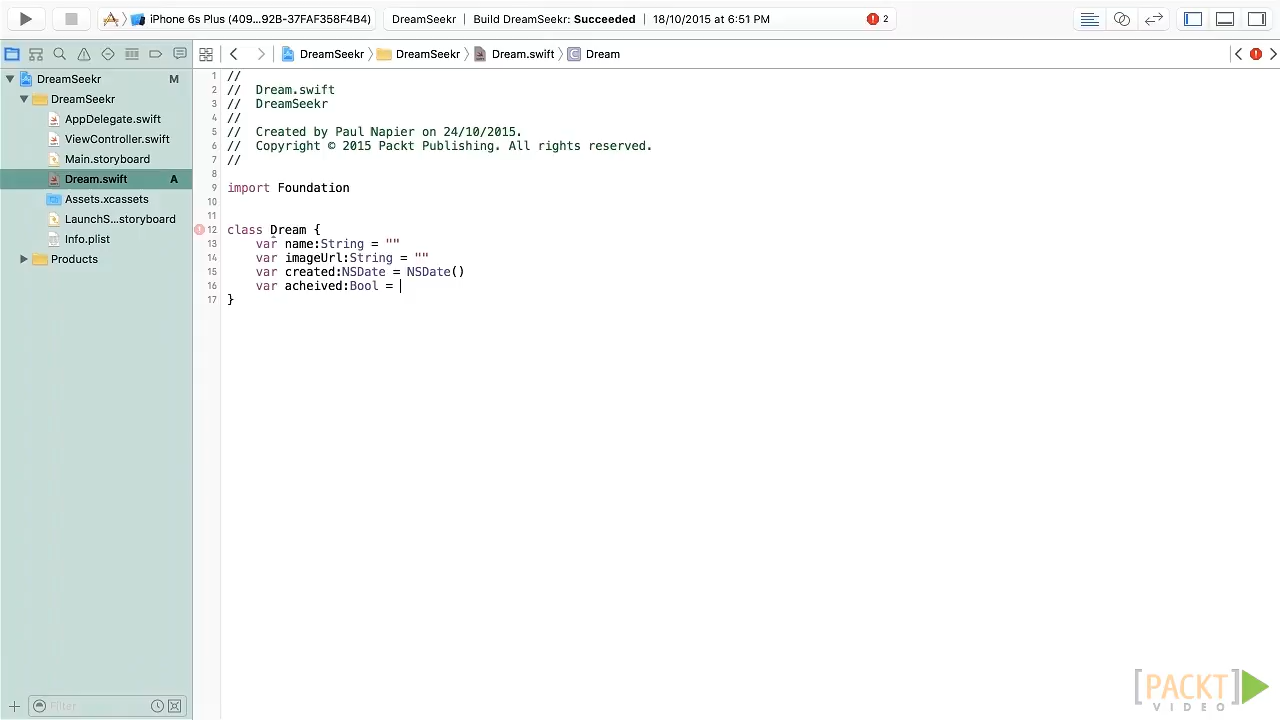 iPhone 6s Plus (409...92B-37FAF358F4B4)
DreamSeekr | Build DreamSeekr: Succeeded | 18/10/2015 at 6:51 PM
2
DreamSeekr M
DreamSeekr
AppDelegate.swift
ViewController.swift
Main.storyboard
Dream.swift A
Assets.xcassets
LaunchS...storyboard
Info.plist
Products
Filter
DreamSeekr DreamSeekr Dream.swift C Dream
1 //
2 //  Dream.swift
3 //  DreamSeekr
4 //
5 //  Created by Paul Napier on 24/10/2015.
6 //  Copyright © 2015 Packt Publishing. All rights reserved.
7 //
8
9 import Foundation
10
11
12 class Dream {
13     var name:String = ""
14     var imageUrl:String = ""
15     var created:NSDate = NSDate()
16     var acheived:Bool =
17 }
[PACKT]
VIDEO